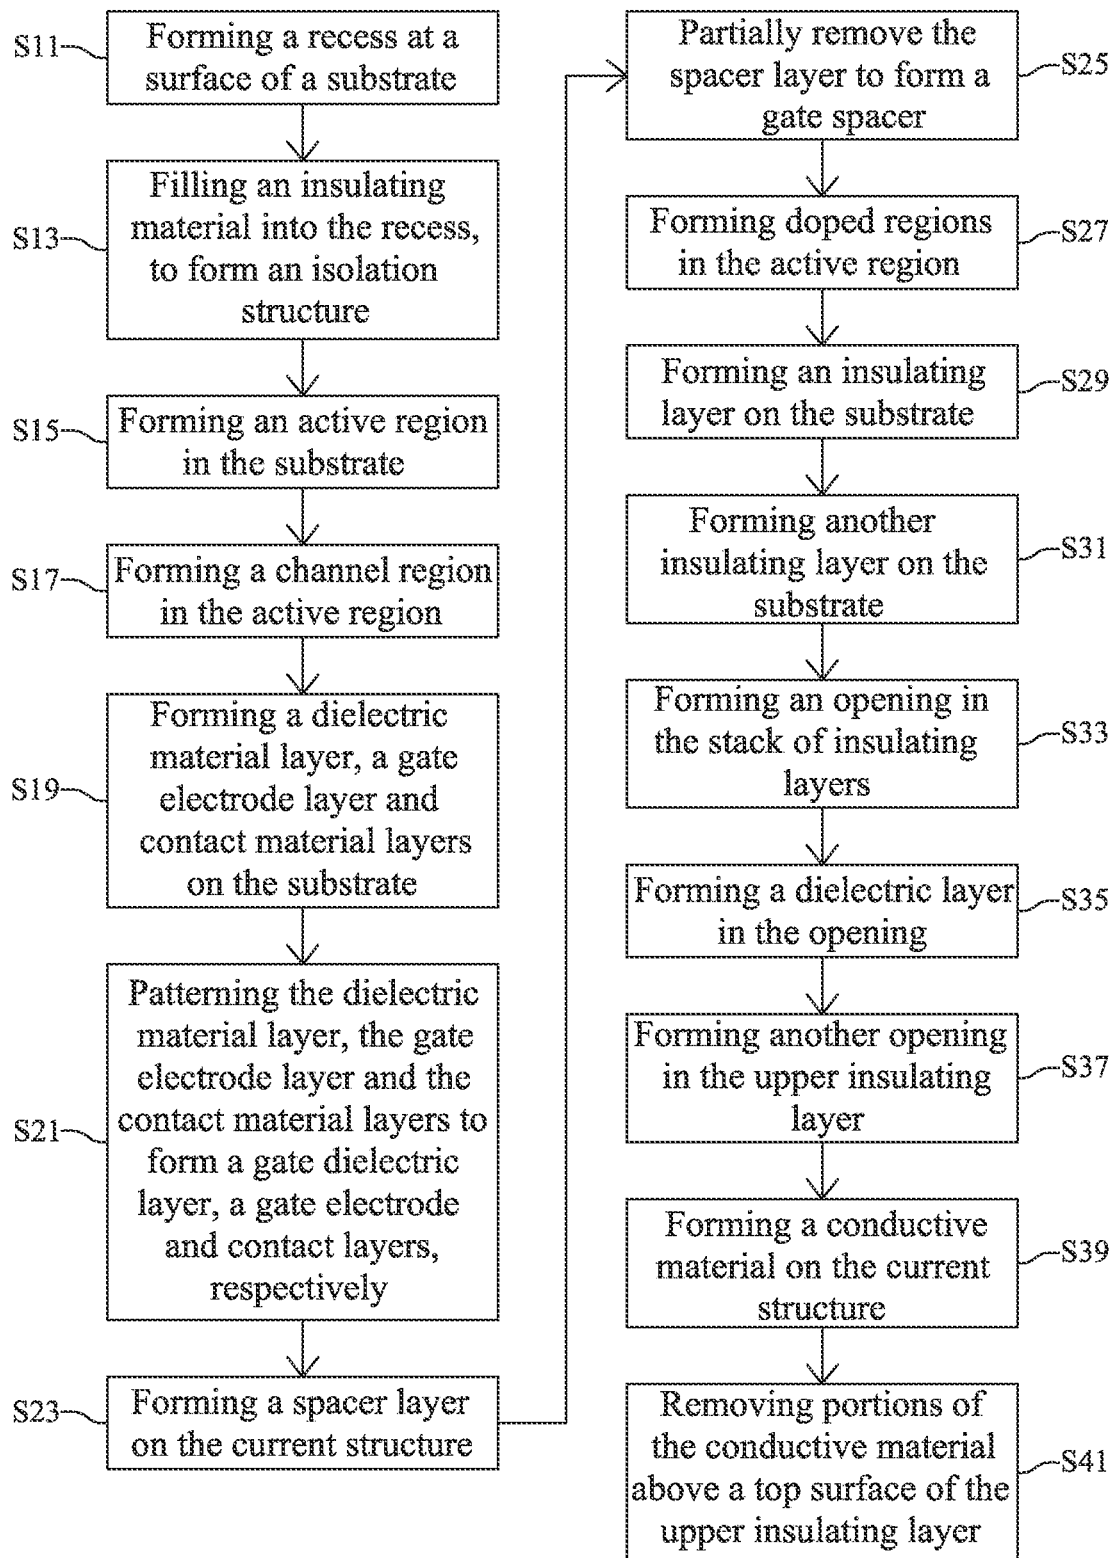 S11
Forming a recess at a
surface of a substrate
S13
Filling an insulating
material into the recess,
to form an isolation
structure
S15
Forming an active region
in the substrate
S17
Forming a channel region
in the active region
S19
Forming a dielectric
material layer, a gate
electrode layer and
contact material layers
on the substrate
S21
Patterning the dielectric
material layer, the gate
electrode layer and the
contact material layers to
form a gate dielectric
layer, a gate electrode
and contact layers,
respectively
S23
Forming a spacer layer
on the current structure
Partially remove the
spacer layer to form a
gate spacer
S25
Forming doped regions
in the active region
S27
Forming an insulating
layer on the substrate
S29
Forming another
insulating layer on the
substrate
S31
Forming an opening in
the stack of insulating
layers
S33
Forming a dielectric layer
in the opening
S35
Forming another opening
in the upper insulating
layer
S37
Forming a conductive
material on the current
structure
S39
Removing portions of
the conductive material
above a top surface of the
upper insulating layer
S41